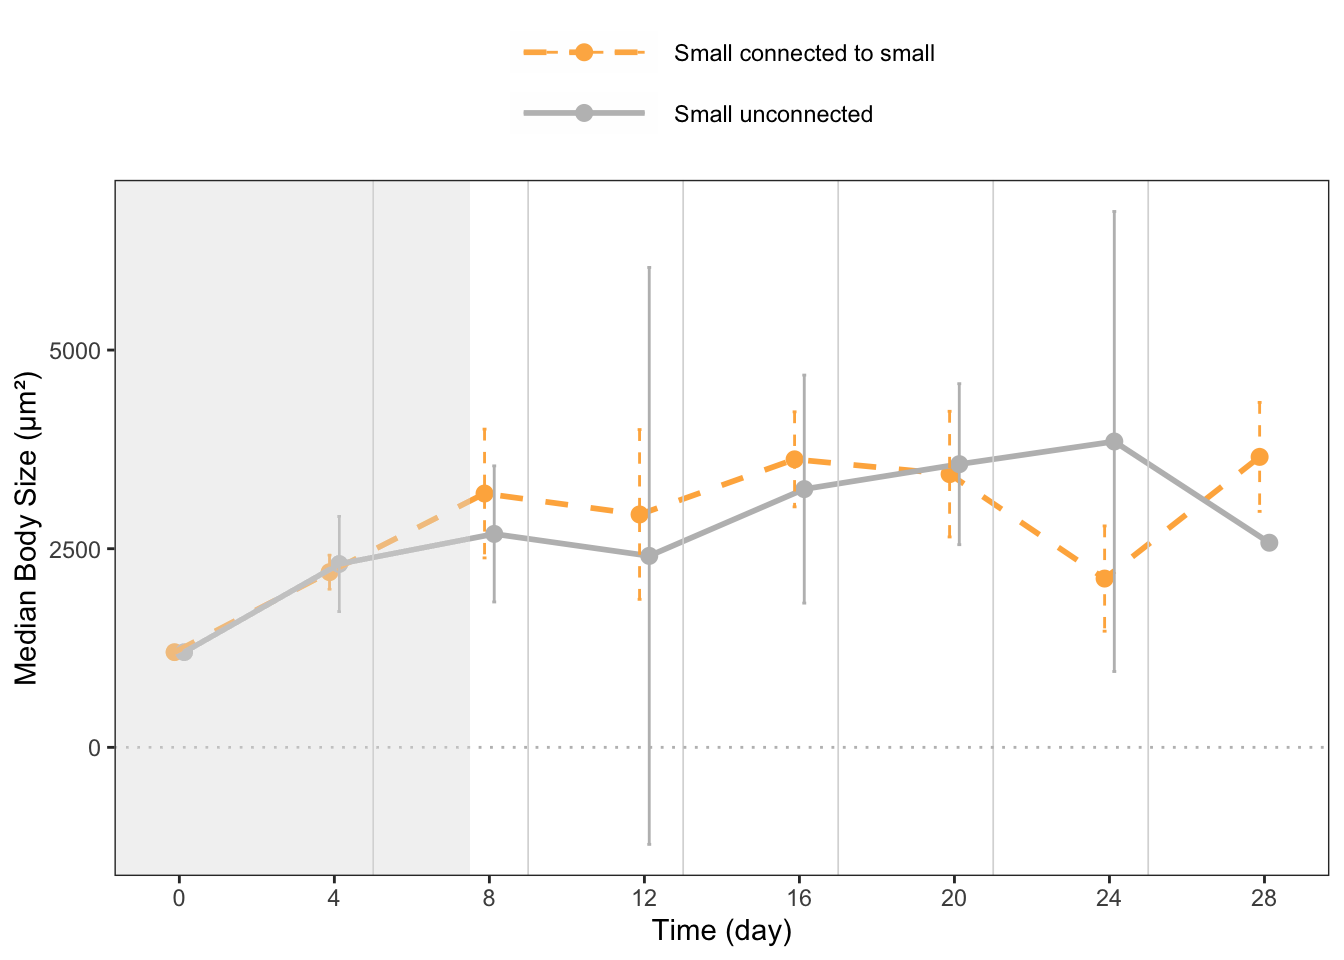 Small connected to small
Small unconnected
Median Body Size (µm²)
5000
2500
0
0 4 8 12 16 20 24 28
Time (day)